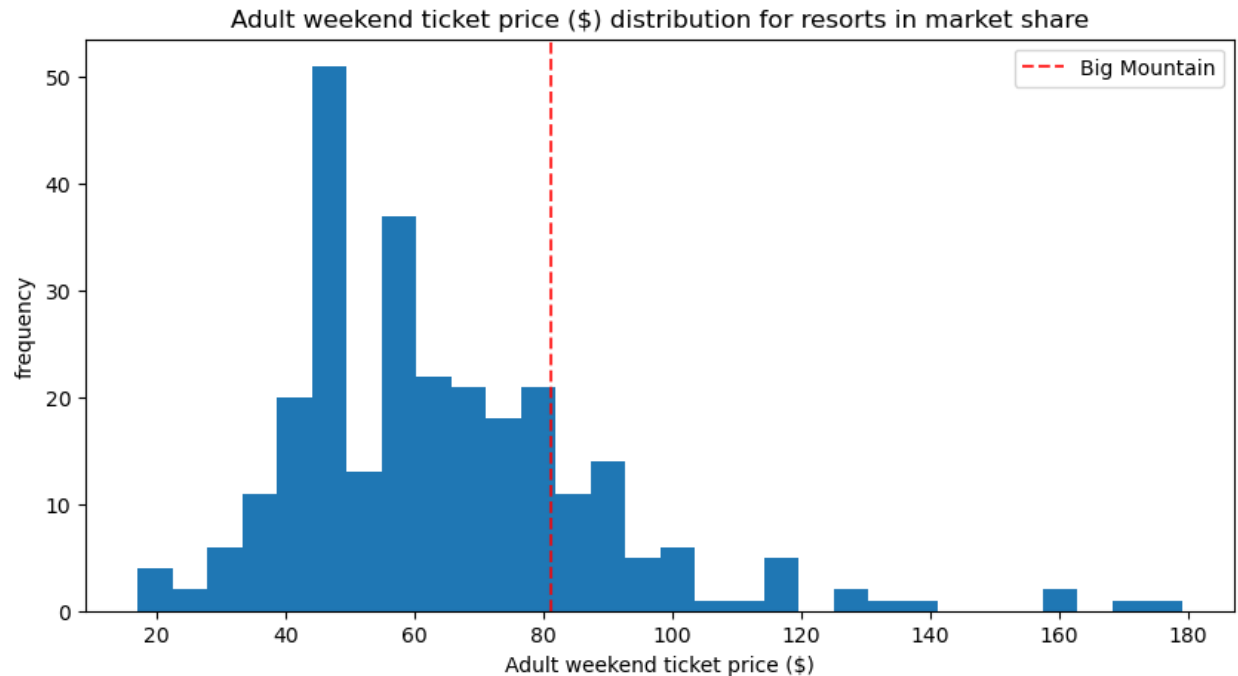 Adult weekend ticket price ($) distribution for resorts in market share
Big Mountain
frequency
50
40
30
20
10
0
20 40 60 80 100 120 140 160 180
Adult weekend ticket price ($)